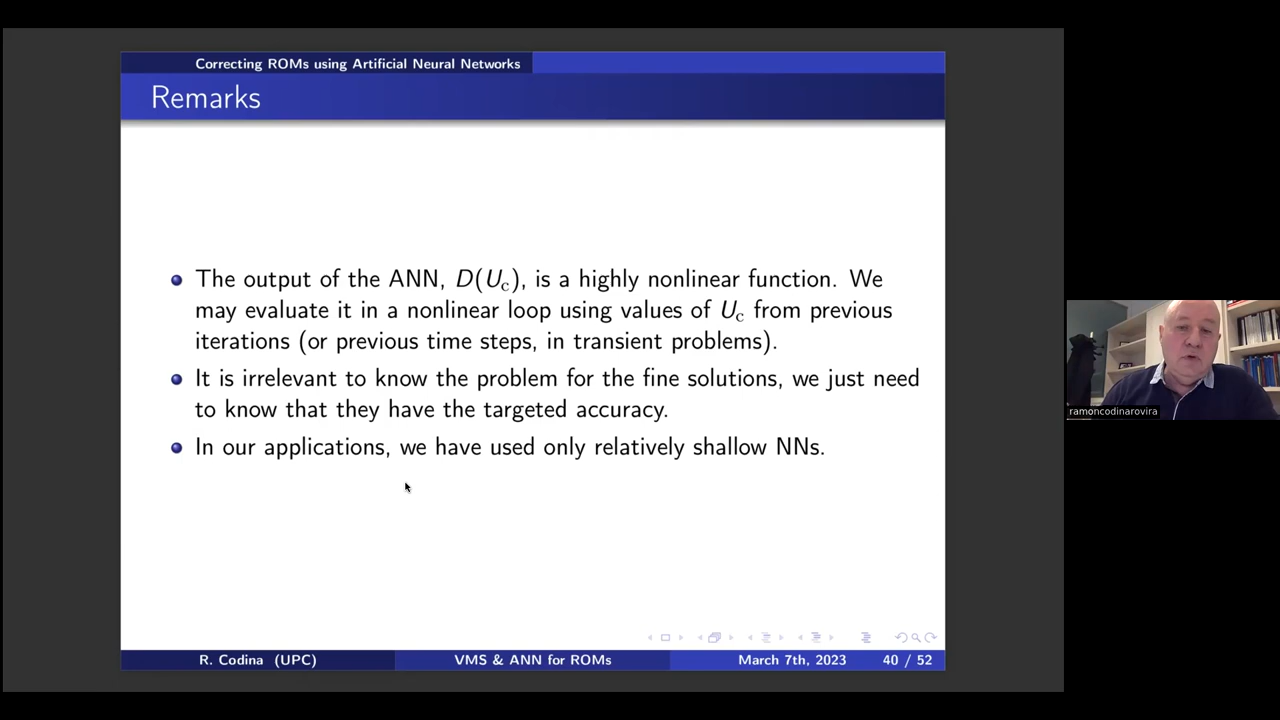 Correcting ROMs using Artificial Neural Networks
Remarks
The output of the ANN, D(U_c), is a highly nonlinear function. We
may evaluate it in a nonlinear loop using values of U_c from previous
iterations (or previous time steps, in transient problems).
It is irrelevant to know the problem for the fine solutions, we just need
to know that they have the targeted accuracy.
In our applications, we have used only relatively shallow NNs.
ramoncodinarovira
R. Codina (UPC) VMS & ANN for ROMs March 7th, 2023 40 / 52